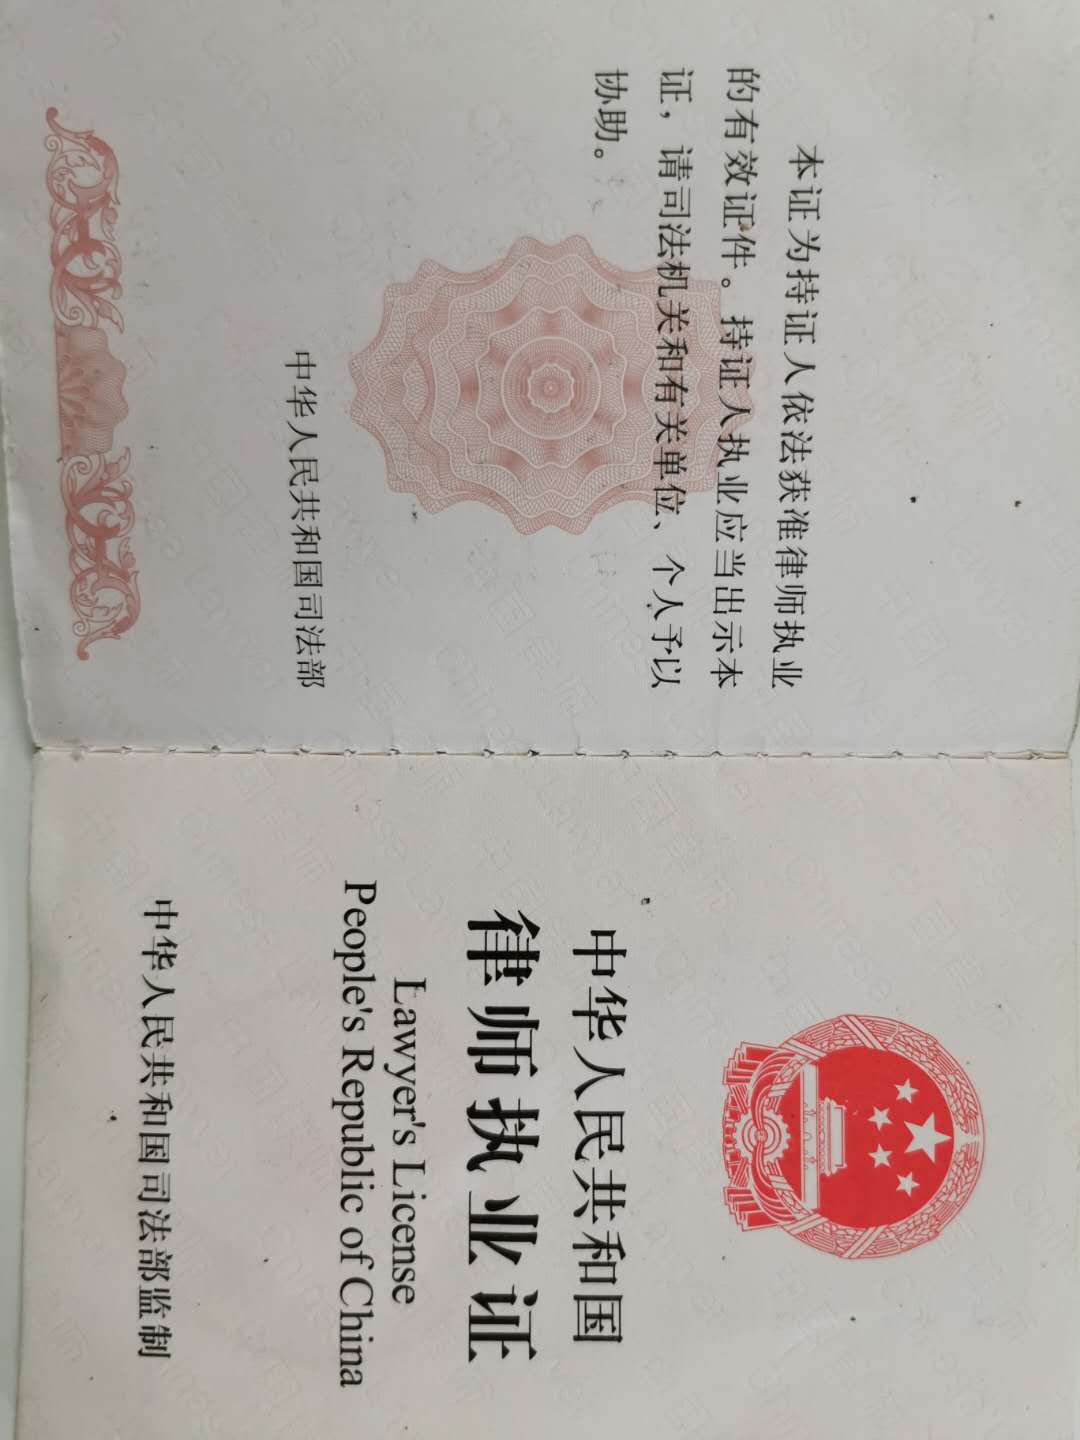 本证为持证人依法获准律师执业
的有效证件。持证人执业应当出示本
证，请司法机关和有关单位、个人予以
协助。
中华人民共和国司法部
中华人民共和国
律师执业证
Lawyer's License
People's Republic of China
中华人民共和国司法部监制